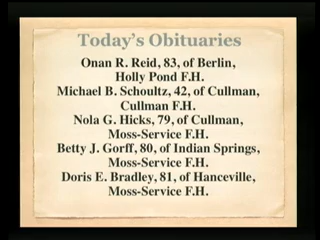 Today's Obituaries
Onan R. Reid, 83, of Berlin,
Holly Pond F.H.
Michael B. Schoultz, 42, of Cullman,
Cullman F.H.
Nola G. Hicks, 79, of Cullman,
Moss-Service F.H.
Betty J. Gorff, 80, of Indian Springs,
Moss-Service F.H.
Doris E. Bradley, 81, of Hanceville,
Moss-Service F.H.